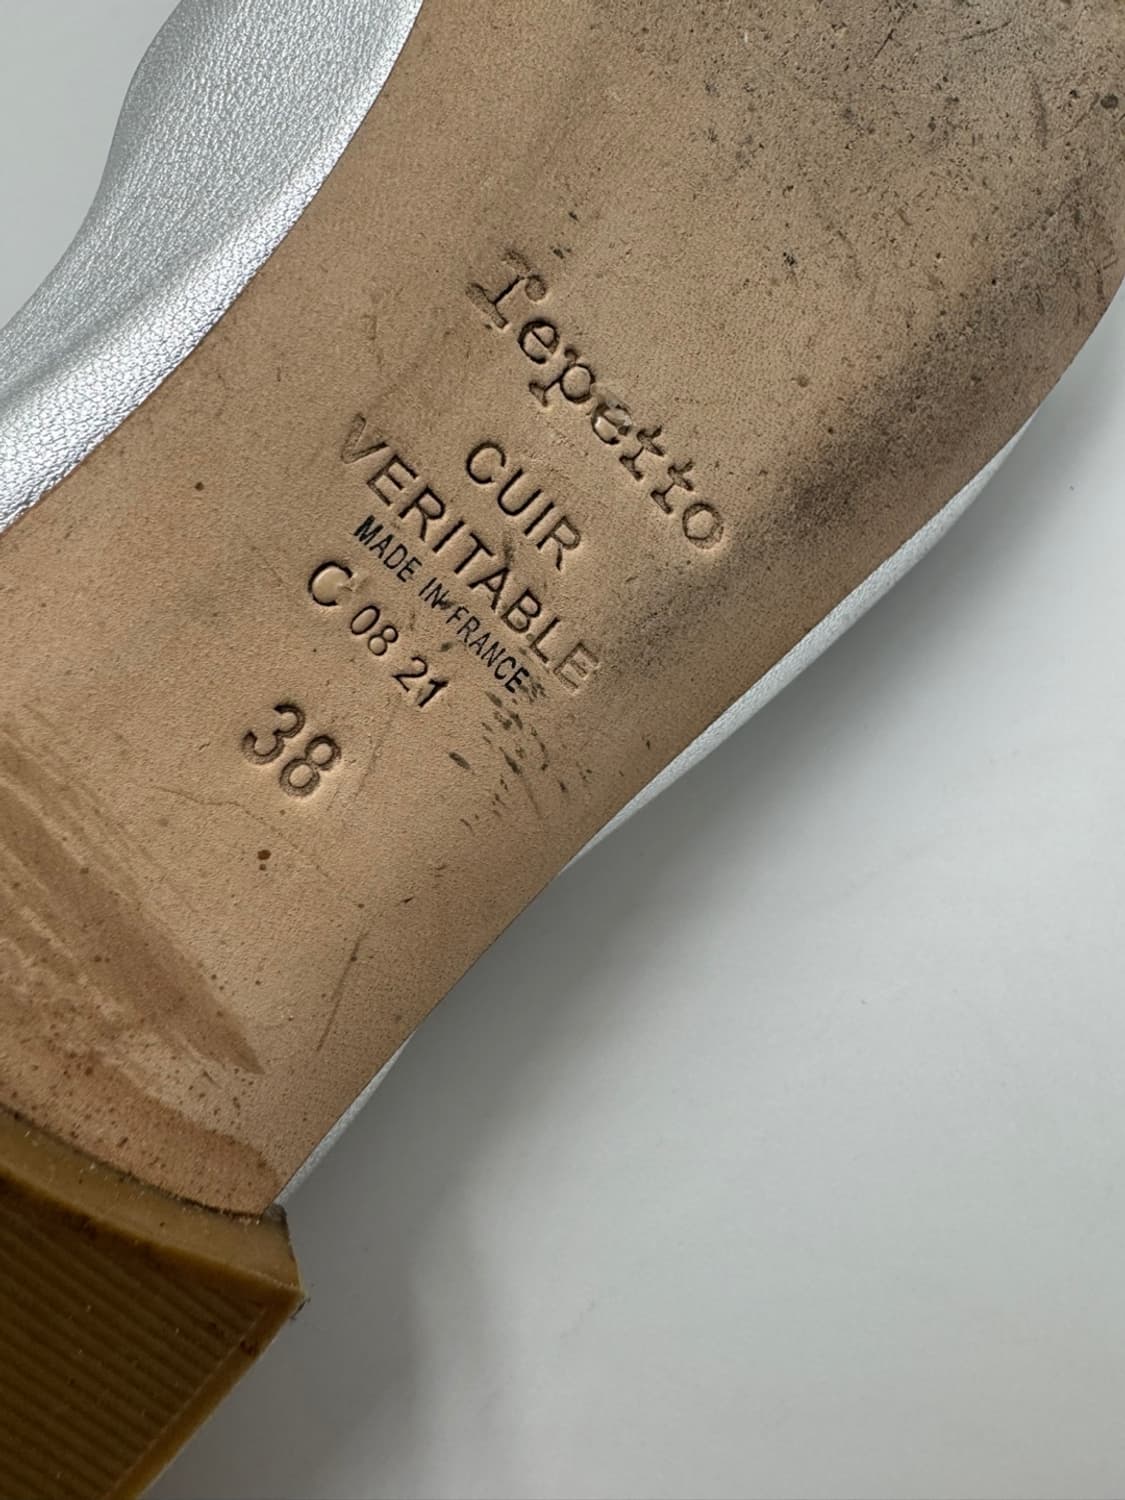 repetto
CUIR
VERITABLE
MADE IN FRANCE
C 08 21
38